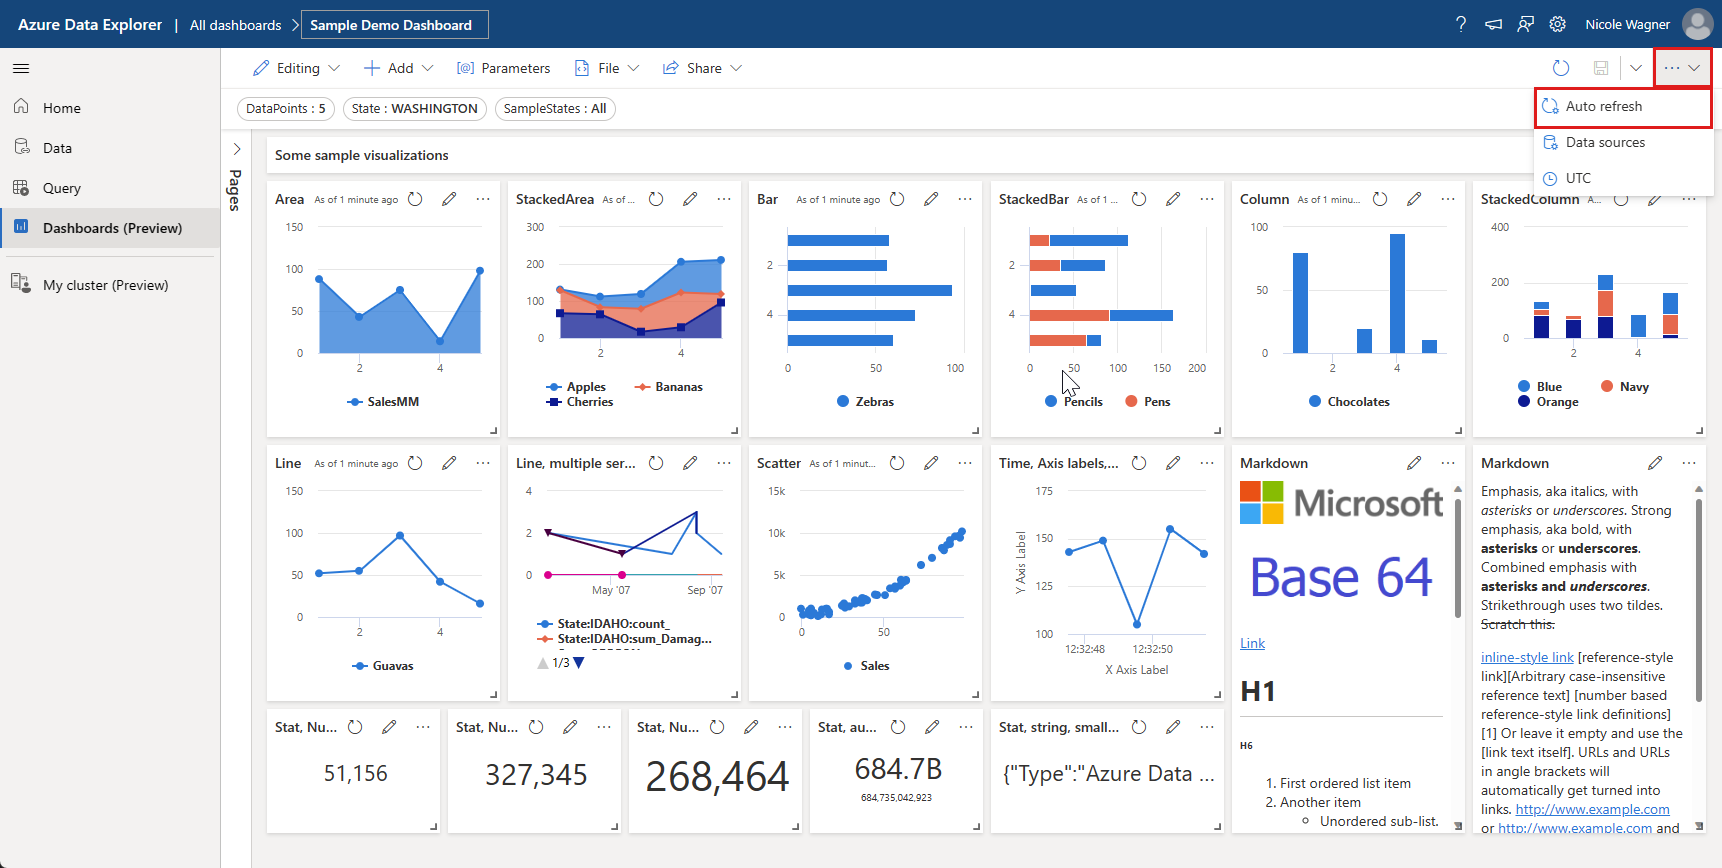 Azure Data Explorer | All dashboards > Sample Demo Dashboard
? Nicole Wagner
Editing Add Parameters File Share
DataPoints : 5 State : WASHINGTON SampleStates : All
Auto refresh
Data sources
UTC
Home
Data
Query
Dashboards (Preview)
My cluster (Preview)
Pages
Some sample visualizations
Area As of 1 minute ago
150
100
50
0
2 4
SalesMM
StackedArea As of ...
300
200
100
0
2 4
Apples Bananas
Cherries
Bar As of 1 minute ago
2
4
0 50 100
Zebras
StackedBar As of 1 ...
2
4
0 50 100 150 200
Pencils Pens
Column As of 1 minu...
100
50
0
2 4
Chocolates
StackedColumn A...
400
200
0
2 4
Blue Navy
Orange
Line As of 1 minute ago
150
100
50
0
2 4
Guavas
Line, multiple ser...
4
2
0
May '07 Sep '07
State:IDAHO:count_
State:IDAHO:sum_Damag...
1/3
Scatter As of 1 minut...
15k
10k
5k
0
0 50
Sales
Time, Axis labels,...
175
150
125
100
Y Axis Label
12:32:48 12:32:50
X Axis Label
Markdown
Microsoft
Base 64
Link
H1
H6
1. First ordered list item
2. Another item
Unordered sub-list.
Markdown
Emphasis, aka italics, with
asterisks or underscores. Strong
emphasis, aka bold, with
asterisks or underscores.
Combined emphasis with
asterisks and underscores.
Strikethrough uses two tildes.
Scratch this.
inline-style link [reference-style
link][Arbitrary case-insensitive
reference text] [number based
reference-style link definitions]
[1] Or leave it empty and use the
[link text itself]. URLs and URLs
in angle brackets will
automatically get turned into
links. http://www.example.com
or http://www.example.com and
Stat, Nu...
51,156
Stat, Nu...
327,345
Stat, Nu...
268,464
Stat, au...
684.7B
684,735,042,923
Stat, string, small...
{"Type":"Azure Data ...